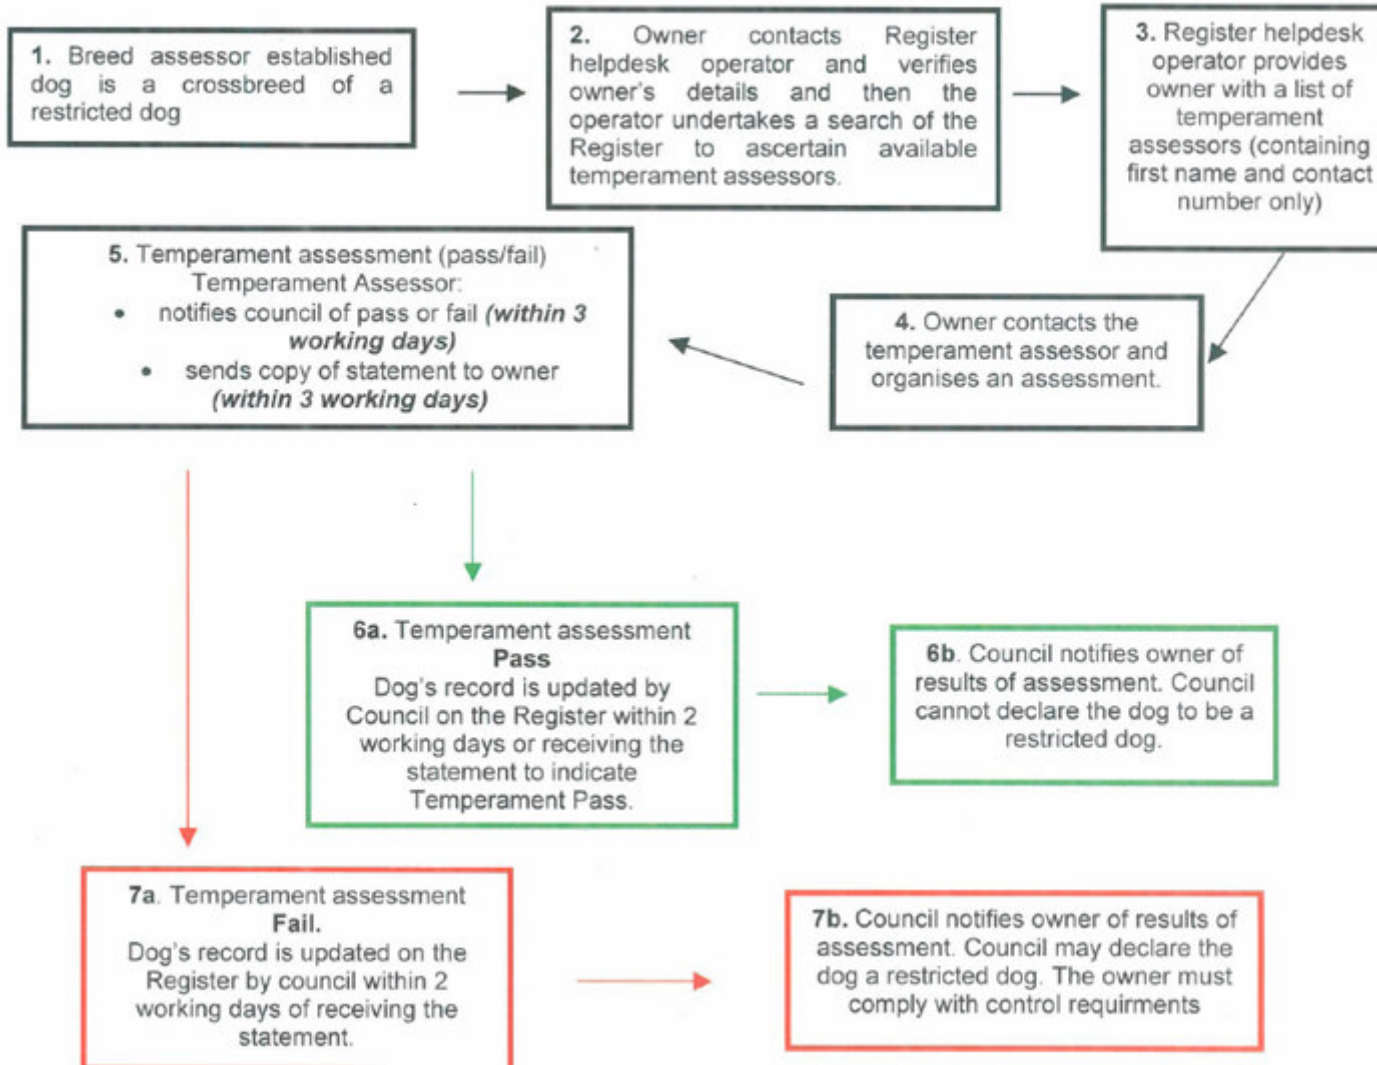 1. Breed assessor established
dog is a crossbreed of a
restricted dog
2. Owner contacts Register
helpdesk operator and verifies
owner's details and then the
operator undertakes a search of the
Register to ascertain available
temperament assessors.
3. Register helpdesk
operator provides
owner with a list of
temperament
assessors (containing
first name and contact
number only)
4. Owner contacts the
temperament assessor and
organises an assessment.
5. Temperament assessment (pass/fail)
Temperament Assessor:
• notifies council of pass or fail (within 3
working days)
• sends copy of statement to owner
(within 3 working days)
6a. Temperament assessment
Pass
Dog's record is updated by
Council on the Register within 2
working days or receiving the
statement to indicate
Temperament Pass.
6b. Council notifies owner of
results of assessment. Council
cannot declare the dog to be a
restricted dog.
7a. Temperament assessment
Fail.
Dog's record is updated on the
Register by council within 2
working days of receiving the
statement.
7b. Council notifies owner of results of
assessment. Council may declare the
dog a restricted dog. The owner must
comply with control requirments